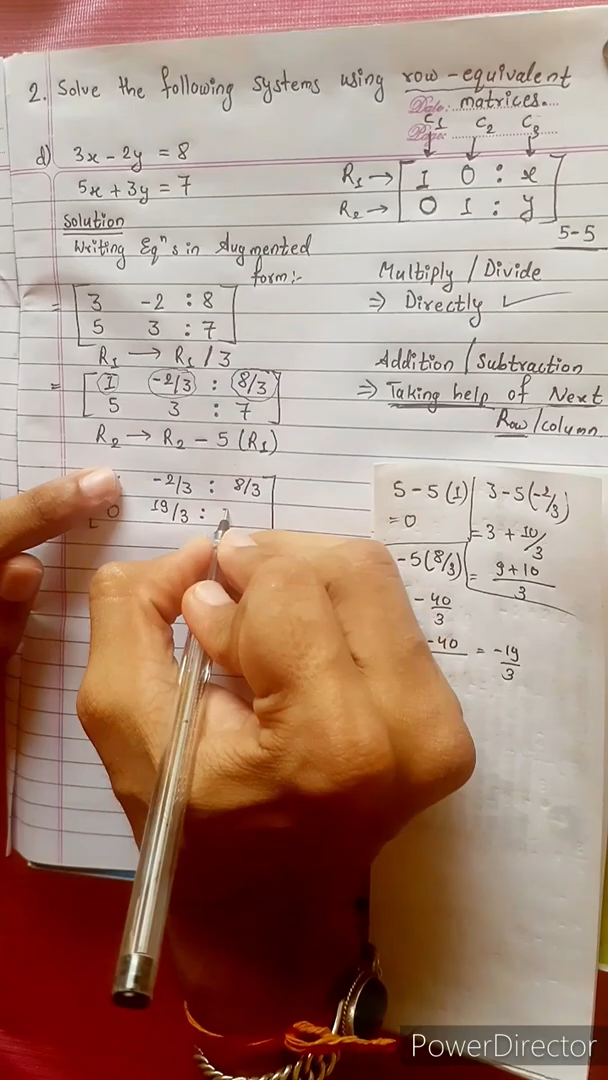 2. Solve the following systems using row-equivalent
matrices.
Date:
Page:
C1 C2 C3
d) 3x - 2y = 8
5x + 3y = 7
R1 → [ 1 0 : x ]
R2 → [ 0 1 : y ]
5-5
Solution
Writing Eqⁿs in Augmented
form:-
= [ 3 -2 : 8
5 3 : 7 ]
R1 → R1 / 3
= [ 1 -2/3 : 8/3
5 3 : 7 ]
R2 → R2 - 5 (R1)
-2/3 : 8/3
0 19/3 :
Multiply / Divide
⇒ Directly ✓
Addition / Subtraction
⇒ Taking help of Next
Row/column
5 - 5 (1)
= 0
3 - 5 (-2/3)
= 3 + 10/3
= 9+10/3
- 5 (8/3)
- 40/3
- 40 = -19/3
PowerDirector